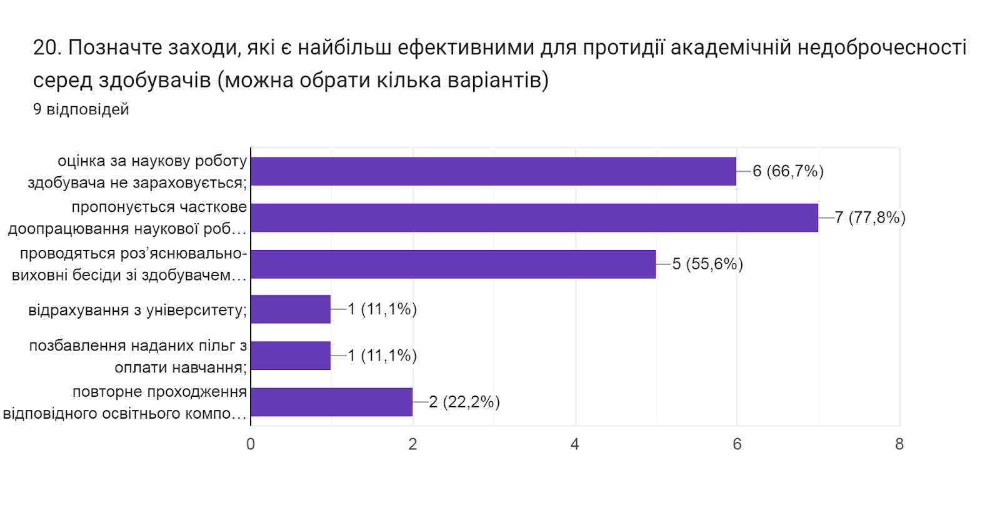 20. Позначте заходи, які є найбільш ефективними для протидії академічній недоброчесності
серед здобувачів (можна обрати кілька варіантів)
9 відповідей
оцінка за наукову роботу
здобувача не зараховується;
6 (66,7%)
пропонується часткове
доопрацювання наукової роб…
7 (77,8%)
проводяться роз’яснювально-
виховні бесіди зі здобувачем…
5 (55,6%)
відрахування з університету;
1 (11,1%)
позбавлення наданих пільг з
оплати навчання;
1 (11,1%)
повторне проходження
відповідного освітнього компо…
2 (22,2%)
0 2 4 6 8